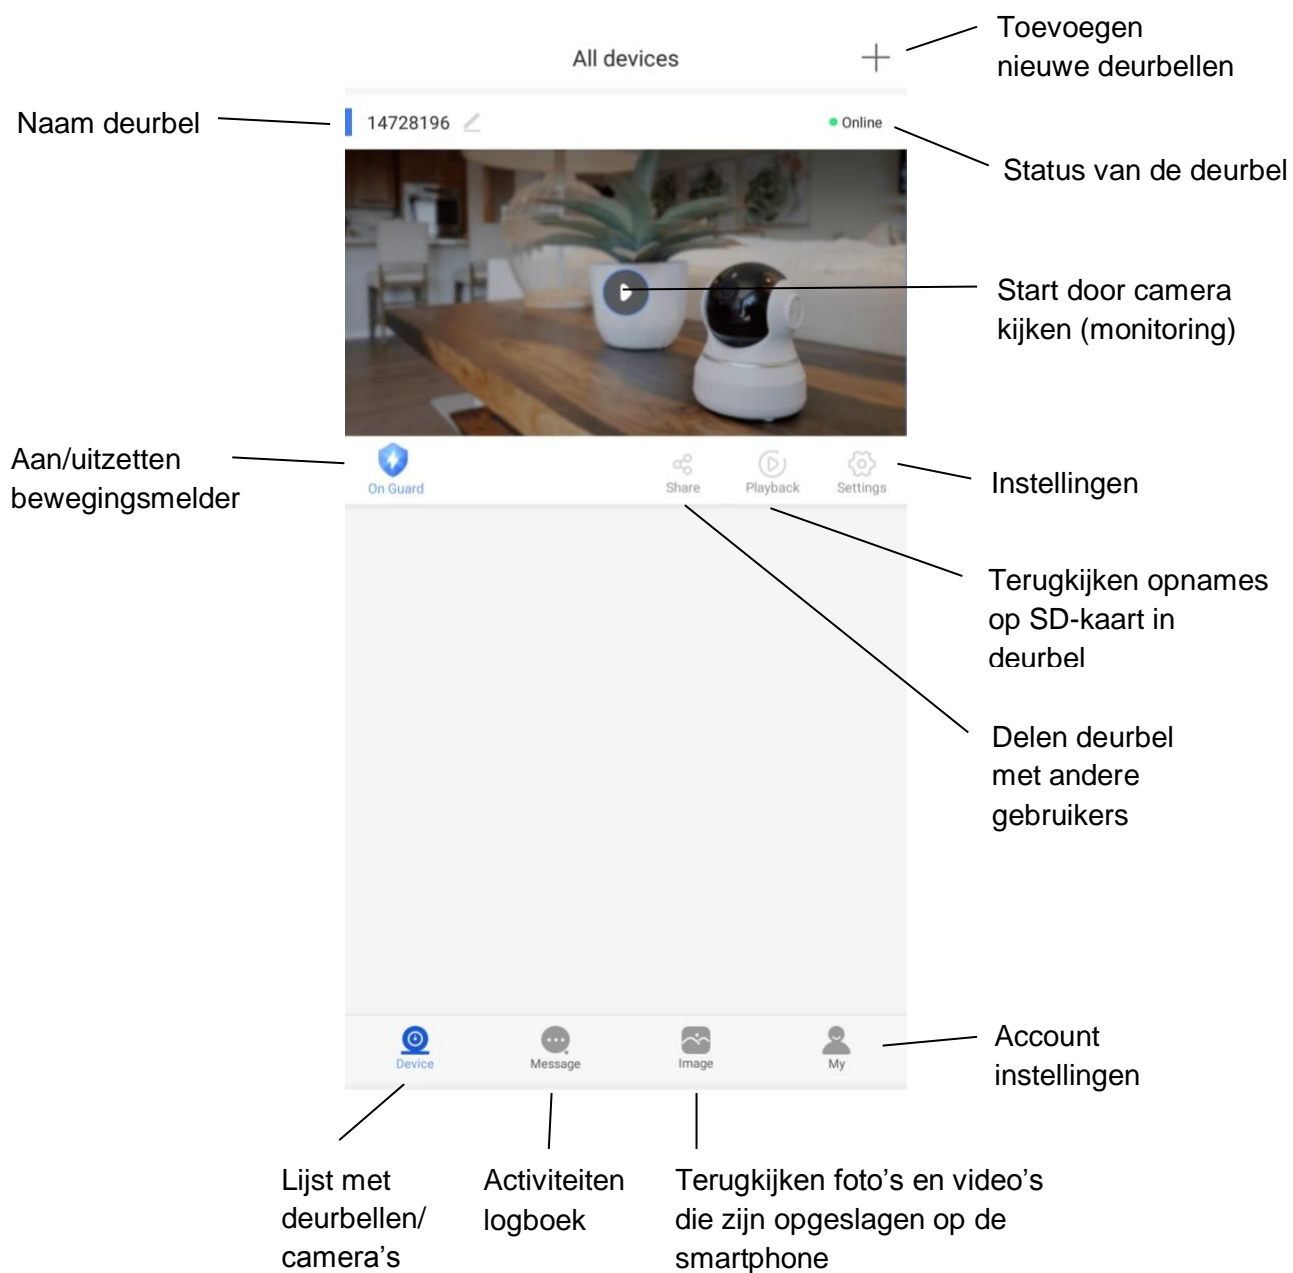 Toevoegen
nieuwe deurbellen
All devices
Naam deurbel
14728196
Online
Status van de deurbel
Start door camera
kijken (monitoring)
Aan/uitzetten
bewegingsmelder
On Guard
Share
Playback
Settings
Instellingen
Terugkijken opnames
op SD-kaart in
deurbel
Delen deurbel
met andere
gebruikers
Device
Message
Image
My
Account
instellingen
Lijst met
deurbellen/
camera’s
Activiteiten
logboek
Terugkijken foto’s en video’s
die zijn opgeslagen op de
smartphone